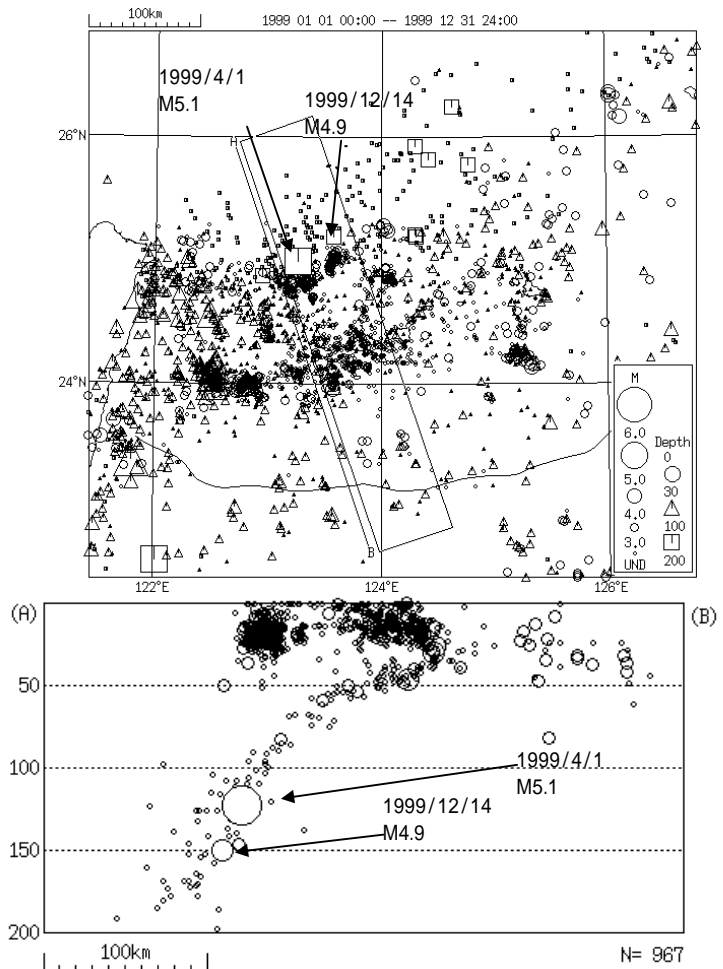 100km
1999 01 01 00:00 -- 1999 12 31 24:00
1999/4/1
M5.1
1999/12/14
M4.9
26°N
24°N
122°E
124°E
126°E
M
6.0
5.0
4.0
3.0
UND
Depth
0
30
100
200
(A)
(B)
50
100
150
200
1999/4/1
M5.1
1999/12/14
M4.9
100km
N= 967